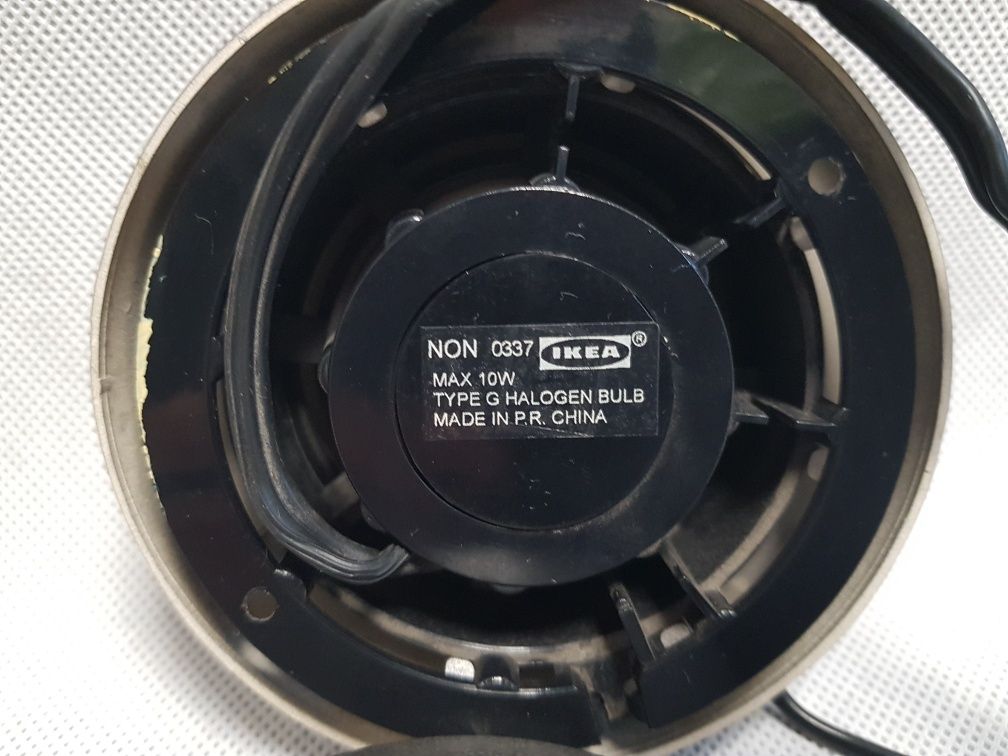 NON 0337 IKEA®
MAX 10W
TYPE G HALOGEN BULB
MADE IN P.R. CHINA